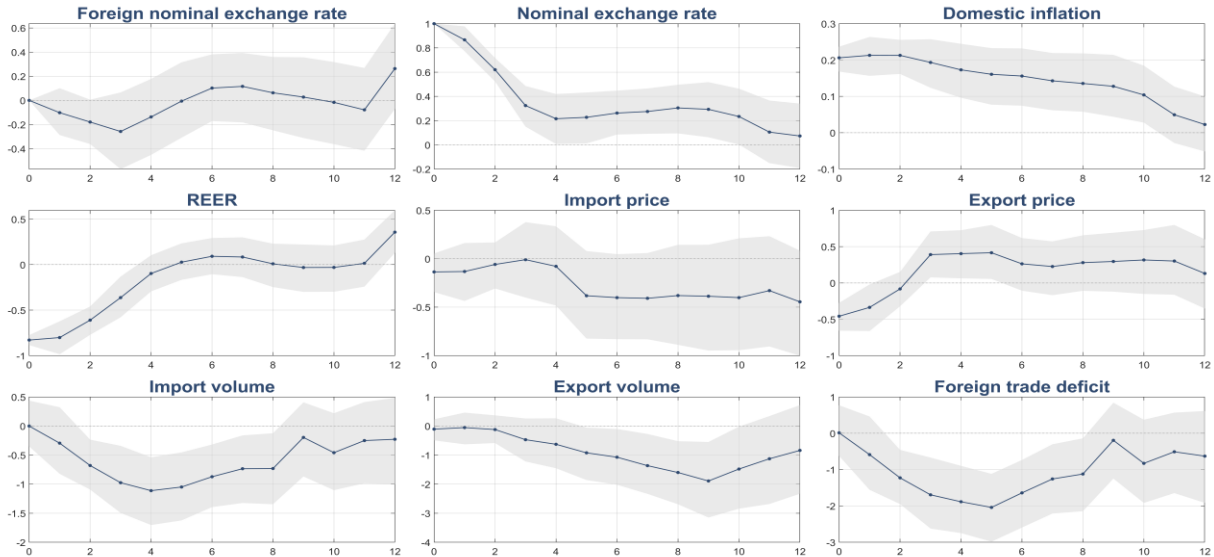 Foreign nominal exchange rate
0.6
0.4
0.2
0
-0.2
-0.4
0 2 4 6 8 10 12
Nominal exchange rate
1
0.8
0.6
0.4
0.2
0
0.2
0 2 4 6 8 10 12
Domestic inflation
0.3
0.2
0.1
0
0.1
0 2 4 6 8 10 12
REER
0.5
0
-0.5
-1
0 2 4 6 8 10 12
Import price
0.5
0
-0.5
-1
0 2 4 6 8 10 12
Export price
1
0.5
0
-0.5
-1
0 2 4 6 8 10 12
Import volume
0.5
0
-0.5
-1
-1.5
-2
0 2 4 6 8 10 12
Export volume
1
0
-1
-2
-3
-4
0 2 4 6 8 10 12
Foreign trade deficit
1
0
-1
-2
-3
0 2 4 6 8 10 12